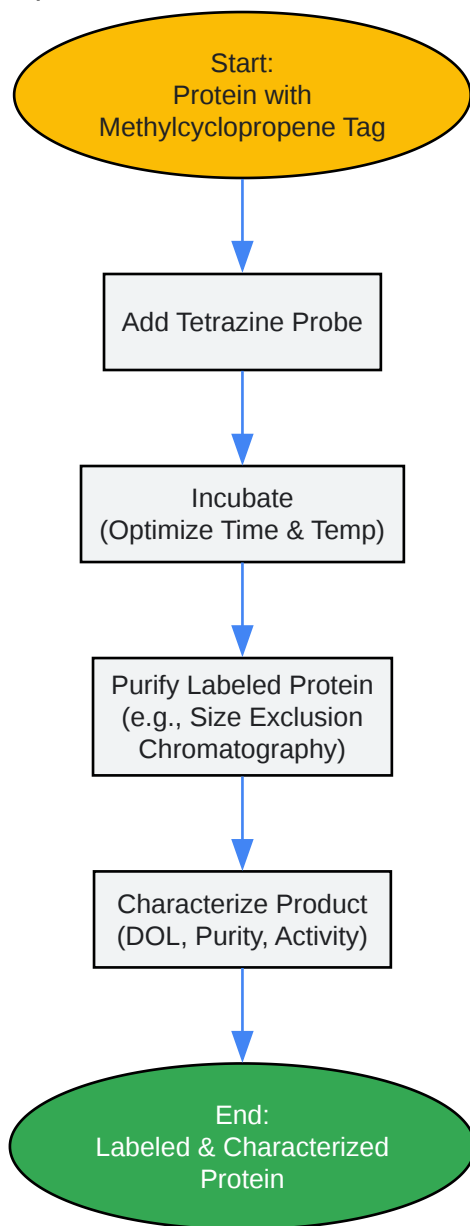 Start:
Protein with
Methylcyclopropene Tag
Add Tetrazine Probe
Incubate
(Optimize Time & Temp)
Purify Labeled Protein
(e.g., Size Exclusion
Chromatography)
Characterize Product
(DOL, Purity, Activity)
End:
Labeled & Characterized
Protein